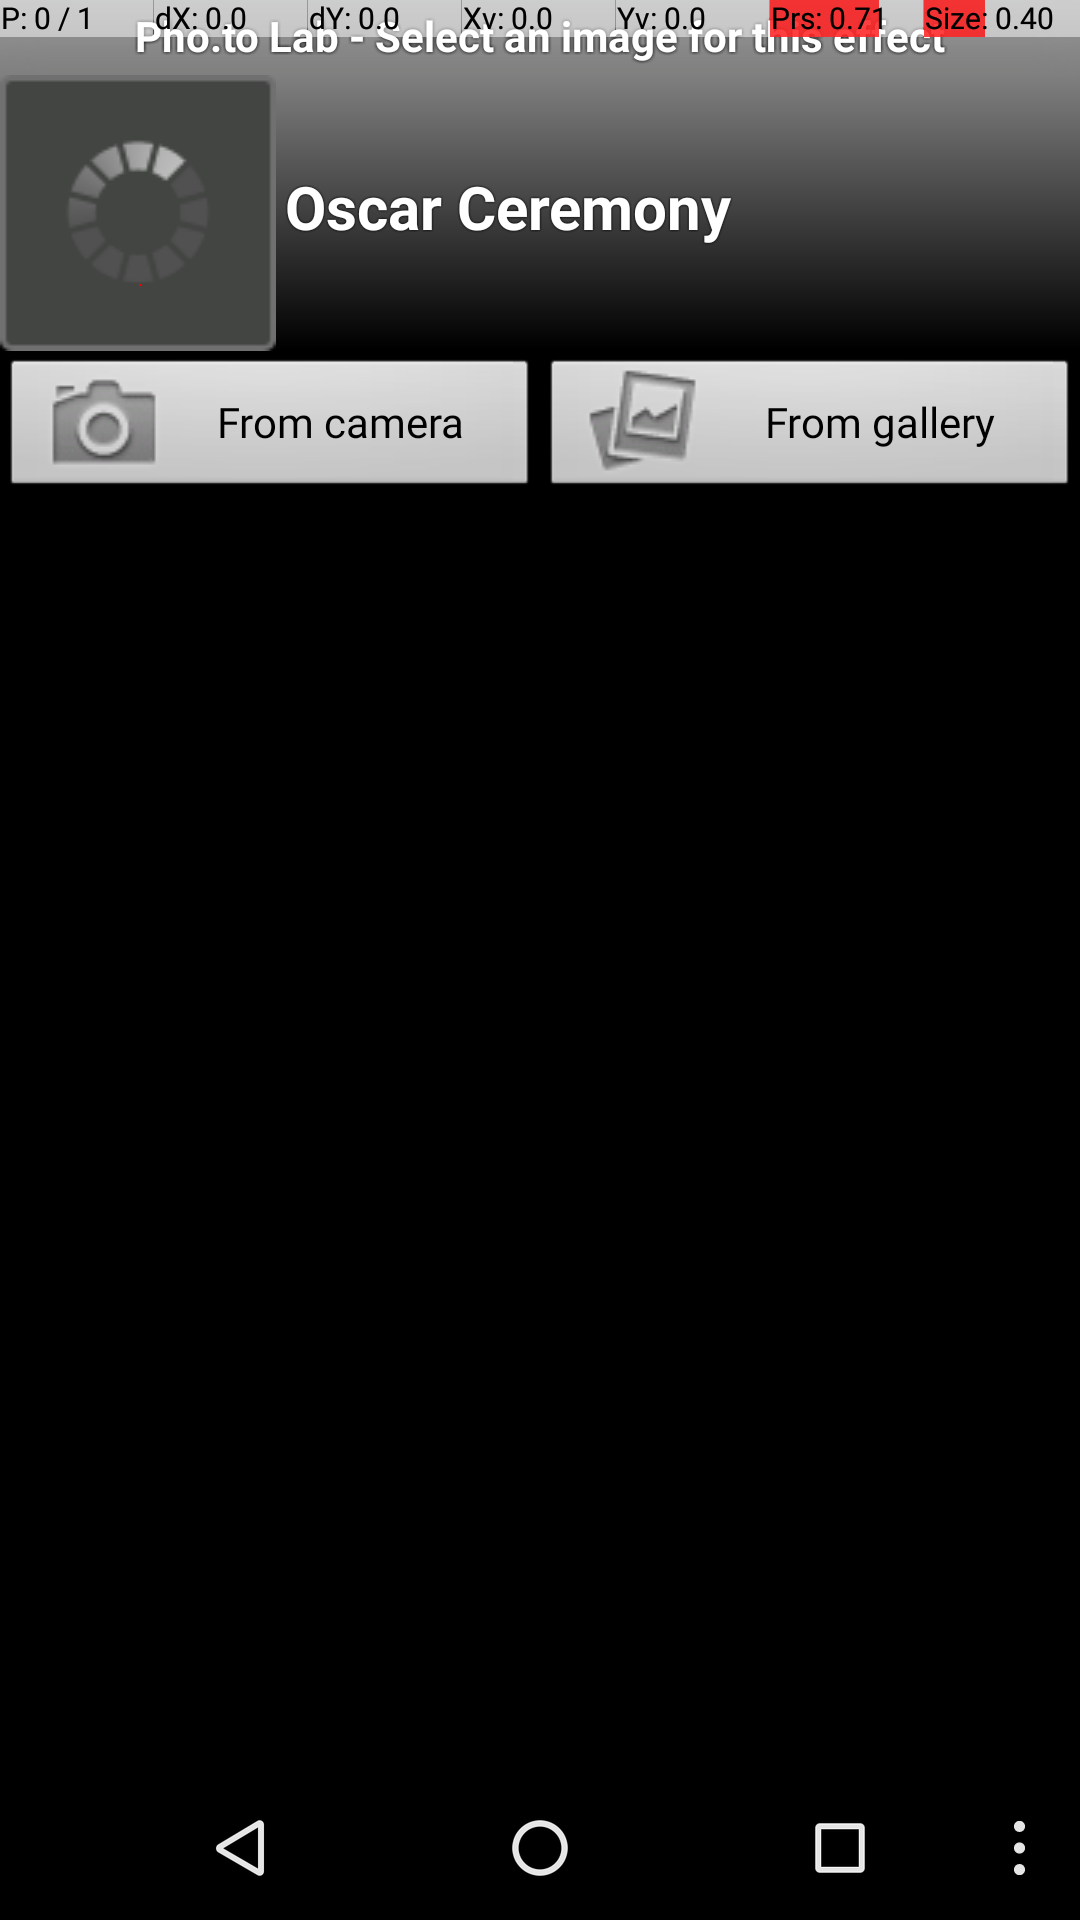 P: 0 / 1 dX: 0.0 dY: 0.0 Xv: 0.0 Yv: 0.0 Prs: 0.71 Size: 0.40
Pho.to Lab - Select an image for this effect
Oscar Ceremony
From camera From gallery